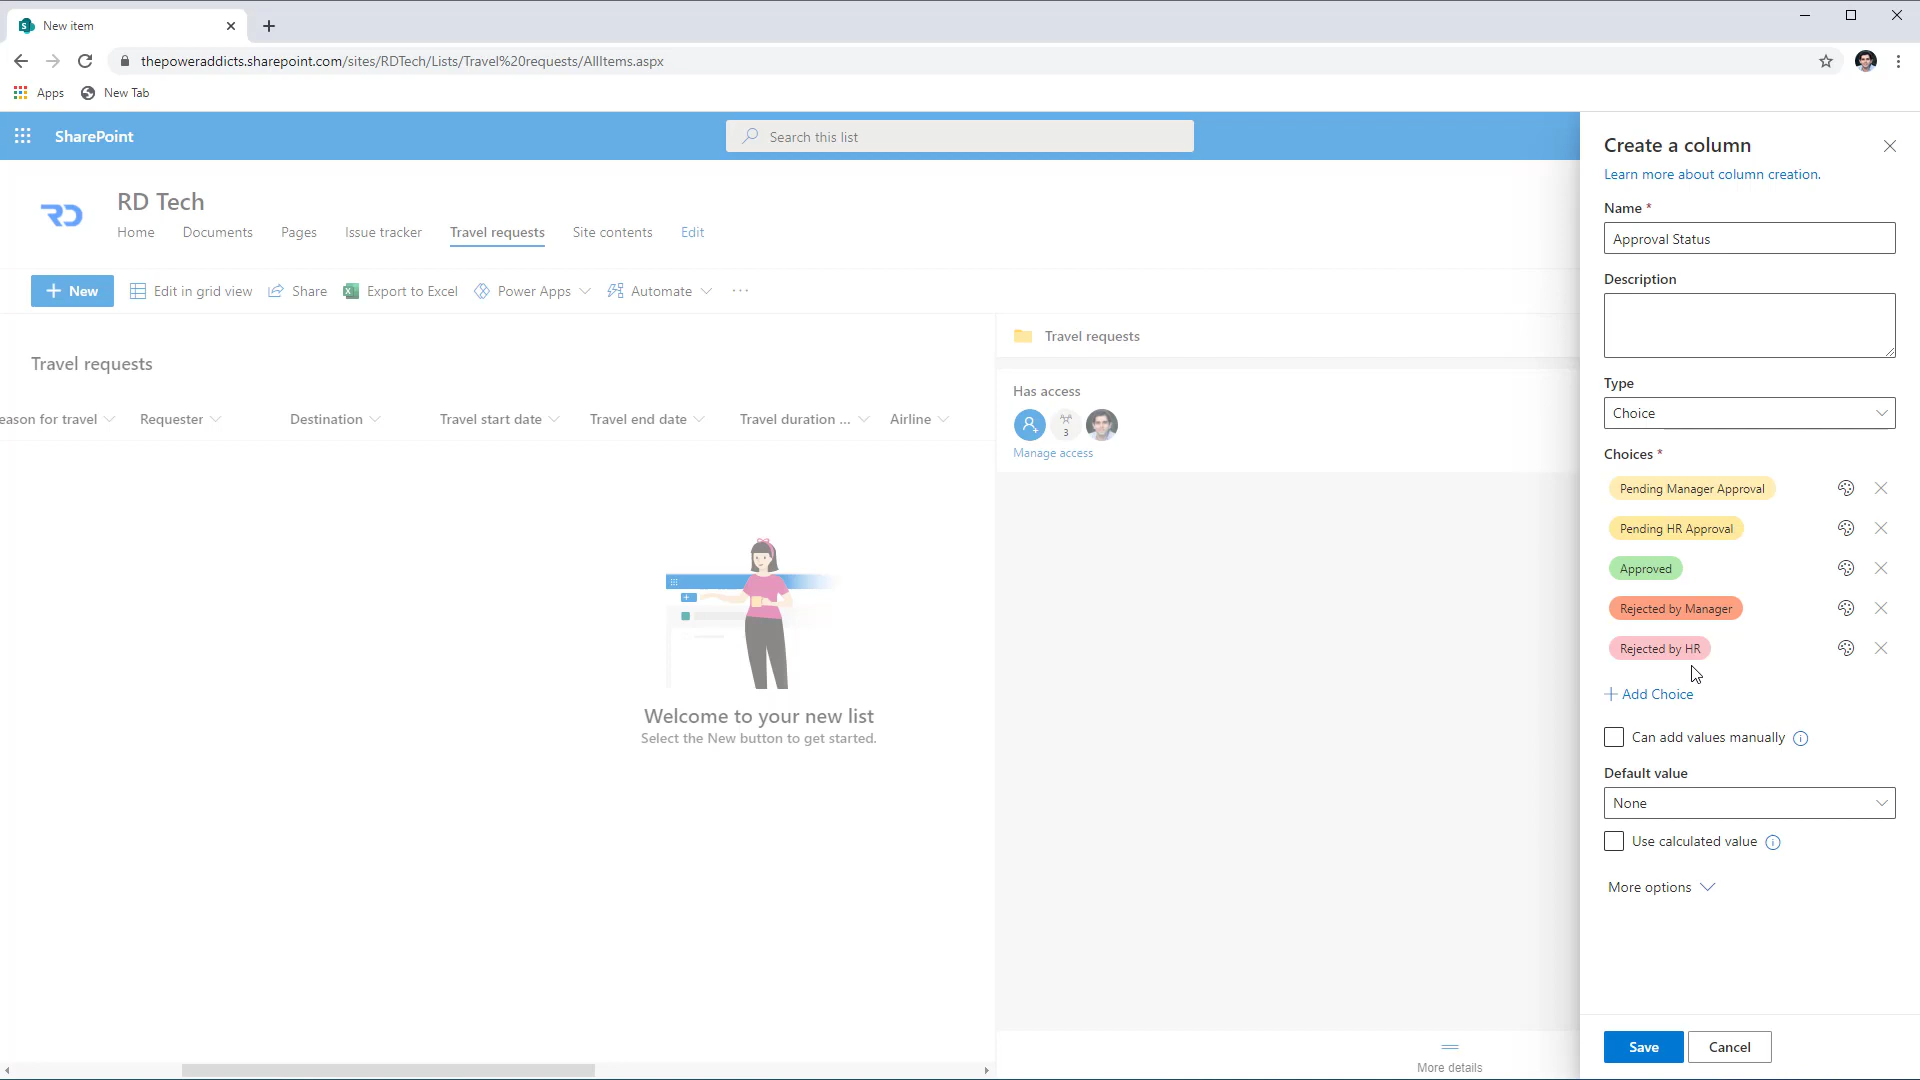 New item
thepoweraddicts.sharepoint.com/sites/RDTech/Lists/Travel%20requests/AllItems.aspx
Apps
New Tab
SharePoint
Search this list
RD
RD Tech
Home
Documents
Pages
Issue tracker
Travel requests
Site contents
Edit
New
Edit in grid view
Share
Export to Excel
Power Apps
Automate
Travel requests
eason for travel
Requester
Destination
Travel start date
Travel end date
Travel duration ...
Airline
Welcome to your new list
Select the New button to get started.
Travel requests
Has access
3
Manage access
More details
Create a column
Learn more about column creation.
Name *
Approval Status
Description
Type
Choice
Choices *
Pending Manager Approval
Pending HR Approval
Approved
Rejected by Manager
Rejected by HR
Add Choice
Can add values manually
Default value
None
Use calculated value
More options
Save
Cancel